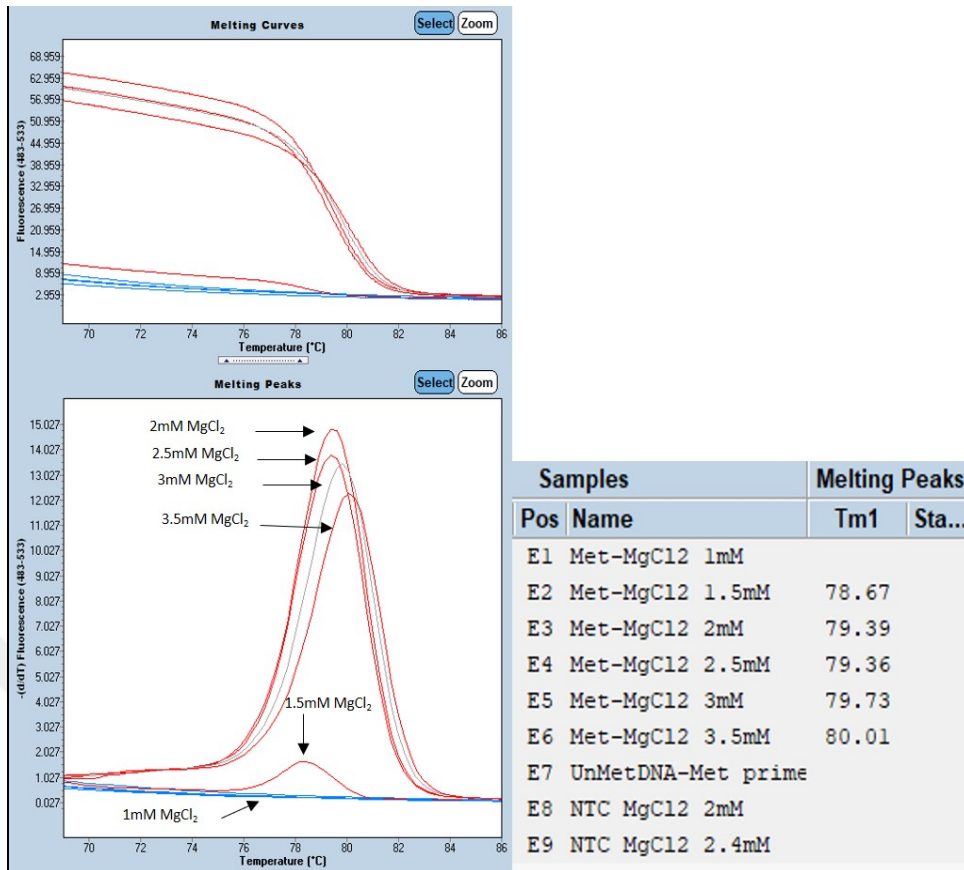 Melting Curves
Select Zoom
68.959
62.959
56.959
50.959
44.959
38.959
32.959
26.959
20.959
14.959
8.959
2.959
Fluorescence (483-533)
70 72 74 76 78 80 82 84 86
Temperature (°C)
Melting Peaks
Select Zoom
15.027
14.027
13.027
12.027
11.027
10.027
9.027
8.027
7.027
6.027
5.027
4.027
3.027
2.027
1.027
0.027
-(d/dT) Fluorescence (483-533)
2mM MgCl₂
2.5mM MgCl₂
3mM MgCl₂
3.5mM MgCl₂
1.5mM MgCl₂
1mM MgCl₂
70 72 74 76 78 80 82 84 86
Temperature (°C)
Samples Melting Peaks
Pos Name Tm1 Sta...
E1 Met-MgCl2 1mM
E2 Met-MgCl2 1.5mM 78.67
E3 Met-MgCl2 2mM 79.39
E4 Met-MgCl2 2.5mM 79.36
E5 Met-MgCl2 3mM 79.73
E6 Met-MgCl2 3.5mM 80.01
E7 UnMetDNA-Met prime
E8 NTC MgCl2 2mM
E9 NTC MgCl2 2.4mM